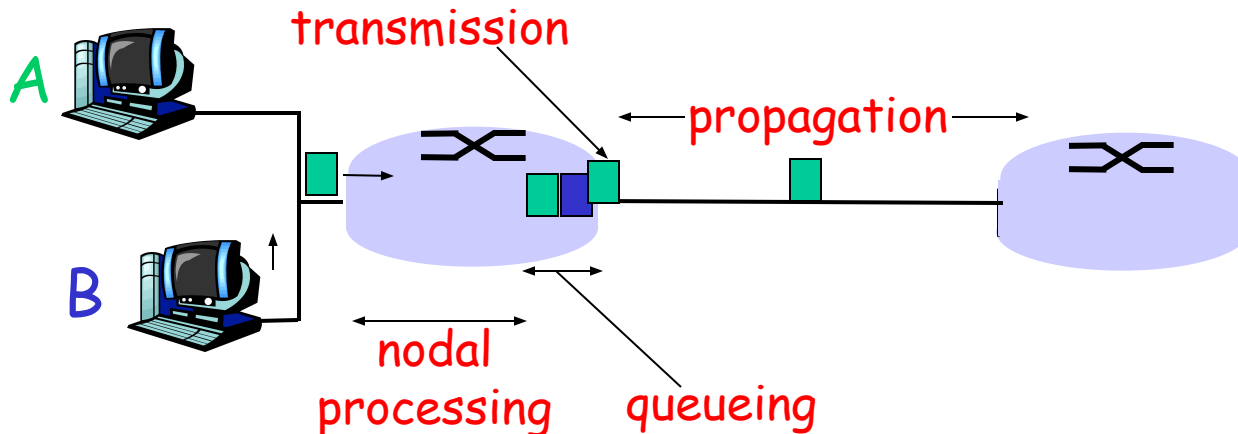 transmission
A
propagation
B
nodal
processing
queueing